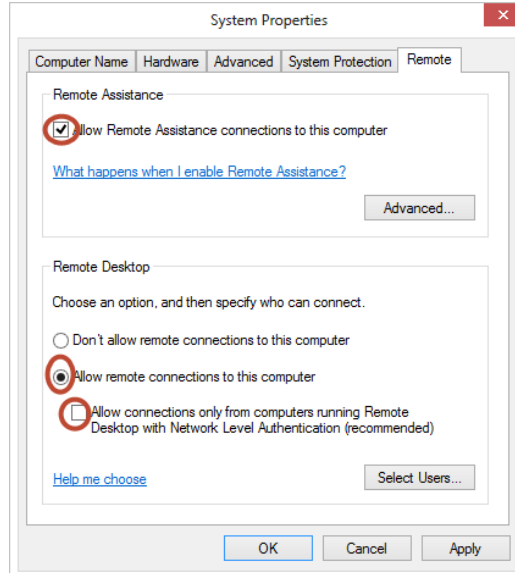 System Properties
Computer Name
Hardware
Advanced
System Protection
Remote
Remote Assistance
Allow Remote Assistance connections to this computer
What happens when I enable Remote Assistance?
Advanced...
Remote Desktop
Choose an option, and then specify who can connect.
Don't allow remote connections to this computer
Allow remote connections to this computer
Allow connections only from computers running Remote
Desktop with Network Level Authentication (recommended)
Help me choose
Select Users...
OK
Cancel
Apply